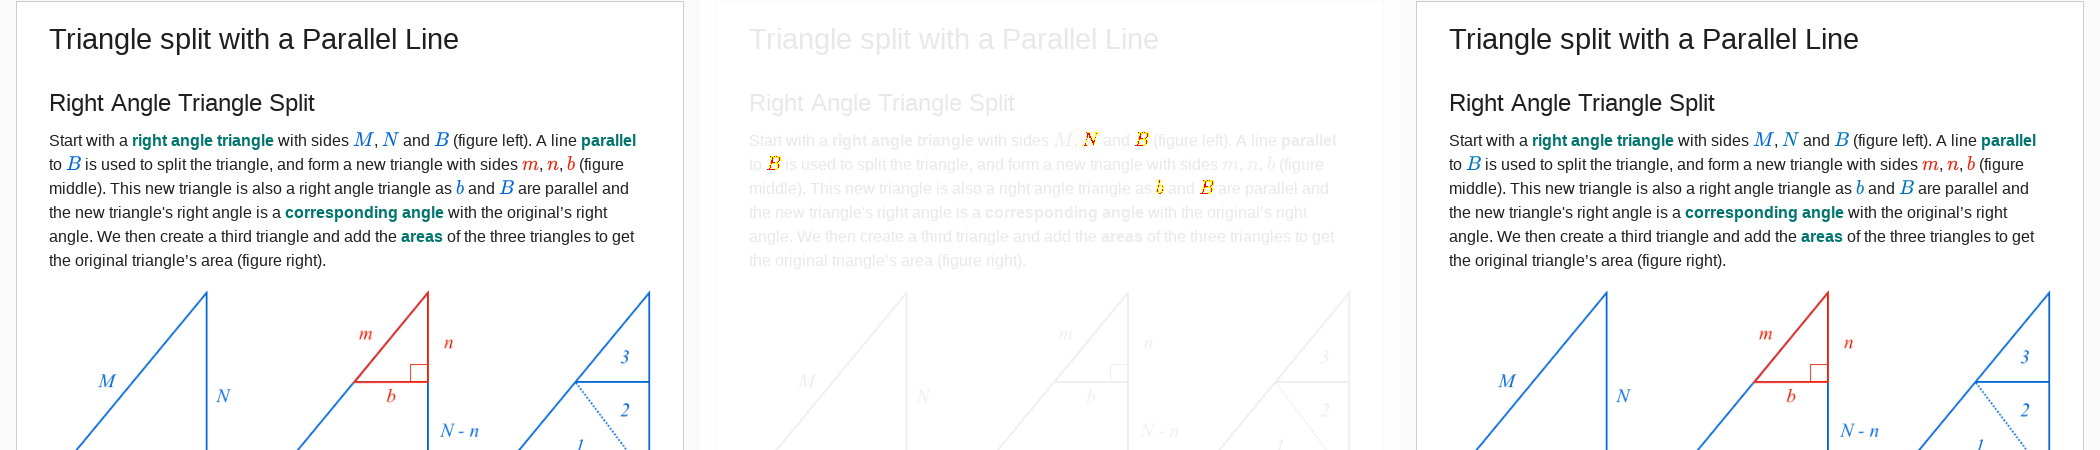 Triangle split with a Parallel Line
Right Angle Triangle Split
Start with a right angle triangle with sides M, N and B (figure left). A line parallel
to B is used to split the triangle, and form a new triangle with sides m, n, b (figure
middle). This new triangle is also a right angle triangle as b and B are parallel and
the new triangle's right angle is a corresponding angle with the original’s right
angle. We then create a third triangle and add the areas of the three triangles to get
the original triangle’s area (figure right).
m
n
3
M
N
b
2
N - n
1
Triangle split with a Parallel Line
Right Angle Triangle Split
Start with a right angle triangle with sides M, N and B (figure left). A line parallel
to B is used to split the triangle, and form a new triangle with sides m, n, b (figure
middle). This new triangle is also a right angle triangle as b and B are parallel and
the new triangle's right angle is a corresponding angle with the original’s right
angle. We then create a third triangle and add the areas of the three triangles to get
the original triangle’s area (figure right).
m
n
3
M
N
b
2
N - n
1
Triangle split with a Parallel Line
Right Angle Triangle Split
Start with a right angle triangle with sides M, N and B (figure left). A line parallel
to B is used to split the triangle, and form a new triangle with sides m, n, b (figure
middle). This new triangle is also a right angle triangle as b and B are parallel and
the new triangle's right angle is a corresponding angle with the original’s right
angle. We then create a third triangle and add the areas of the three triangles to get
the original triangle’s area (figure right).
m
n
3
M
N
b
2
N - n
1